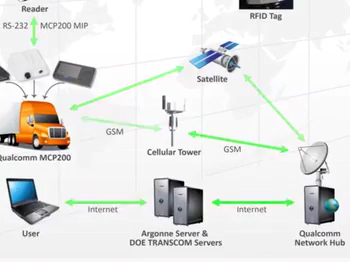 Reader
RFID Tag
RS-232
MCP200 MIP
Satellite
GSM
Cellular Tower
GSM
Qualcomm MCP200
Internet
Internet
User
Argonne Server &
DOE TRANSCOM Servers
Qualcomm
Network Hub